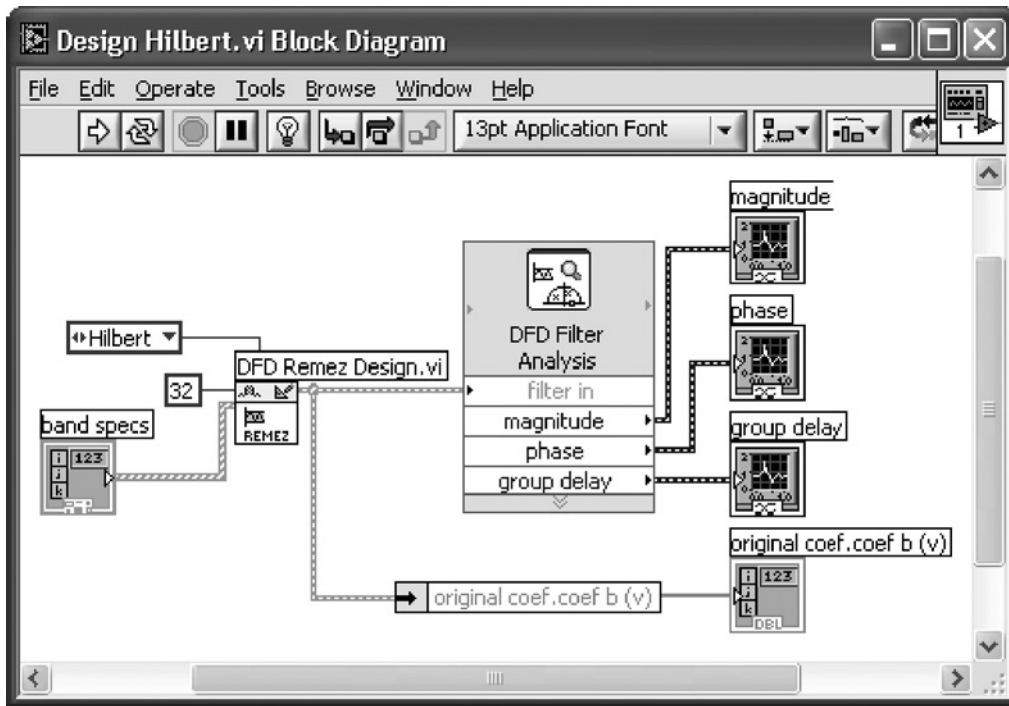 Design Hilbert.vi Block Diagram
File Edit Operate Tools Browse Window Help
13pt Application Font
1
magnitude
phase
Hilbert
DFD Remez Design.vi
DFD Filter
Analysis
32
filter in
band specs
REMEZ
magnitude
group delay
123
i
j
k
phase
group delay
original coef.coef b (v)
original coef.coef b (v)
i
j
k
123
DBL